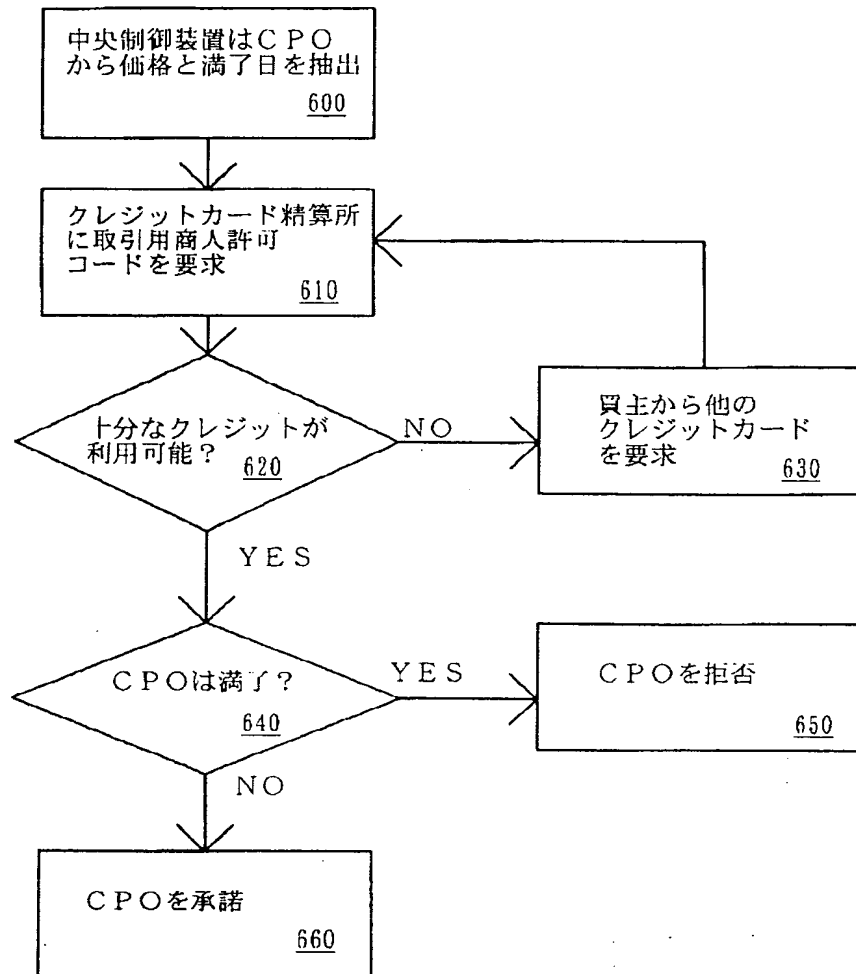 中央制御装置はＣＰＯ
から価格と満了日を抽出
600
クレジットカード精算所
に取引用商人許可
コードを要求
610
十分なクレジットが
利用可能？
620
NO
買主から他の
クレジットカード
を要求
630
YES
ＣＰＯは満了？
640
YES
ＣＰＯを拒否
650
NO
ＣＰＯを承諾
660